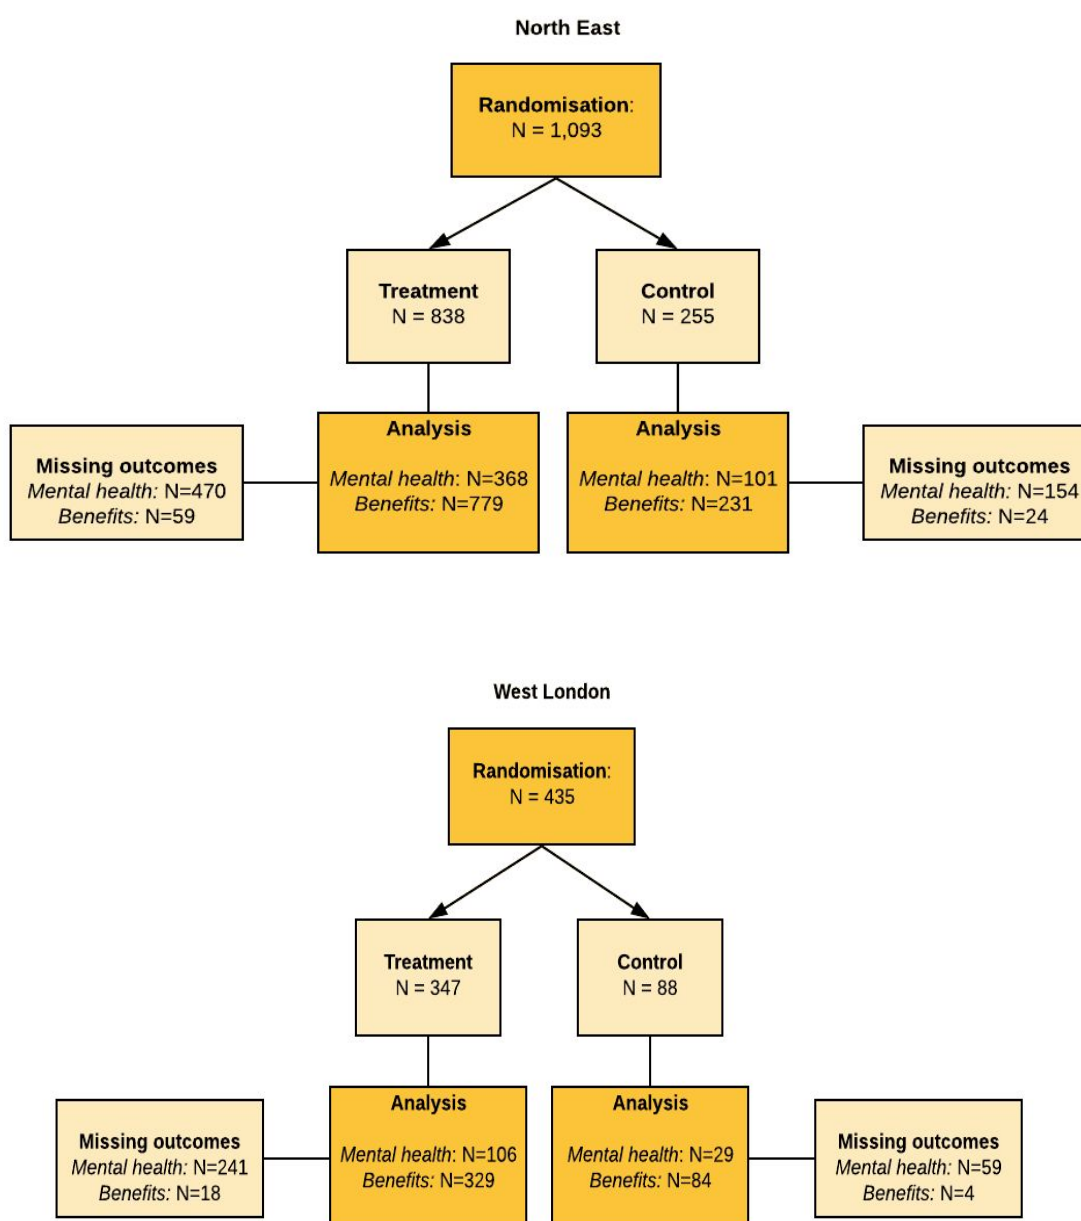 North East
Randomisation:
N = 1,093
Treatment
N = 838
Control
N = 255
Missing outcomes
Mental health: N=470
Benefits: N=59
Analysis
Mental health: N=368
Benefits: N=779
Analysis
Mental health: N=101
Benefits: N=231
Missing outcomes
Mental health: N=154
Benefits: N=24
West London
Randomisation:
N = 435
Treatment
N = 347
Control
N = 88
Missing outcomes
Mental health: N=241
Benefits: N=18
Analysis
Mental health: N=106
Benefits: N=329
Analysis
Mental health: N=29
Benefits: N=84
Missing outcomes
Mental health: N=59
Benefits: N=4